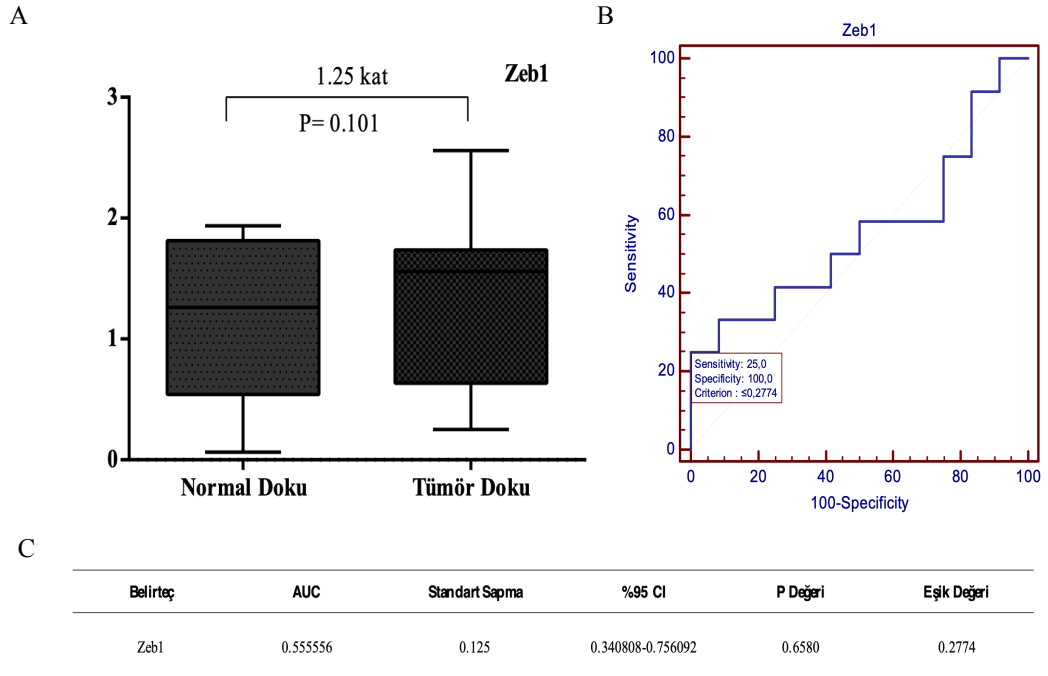 A
1.25 kat
Zeb1
P= 0.101
3
2
1
0
Normal Doku
Tümör Doku
B
Zeb1
Sensitivity
100
80
60
40
20
0
Sensitivity: 25,0
Specificity: 100,0
Criterion : ≤0,2774
0 20 40 60 80 100
100-Specificity
C
Belirteç AUC Standart Sapma %95 CI P Değeri Eşik Değeri
Zeb1 0.555556 0.125 0.340808-0.756092 0.6580 0.2774